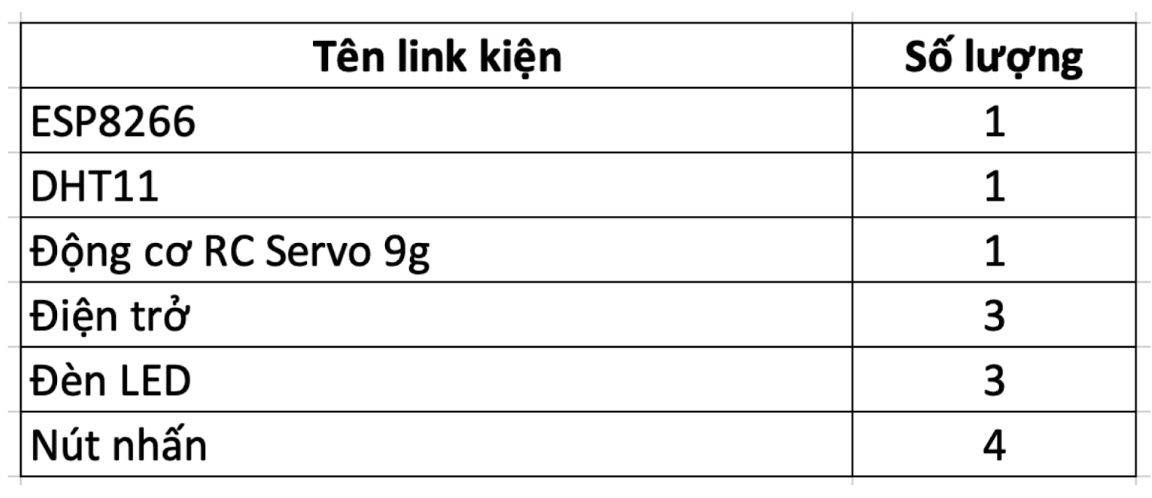 Tên link kiện Số lượng
ESP8266 1
DHT11 1
Động cơ RC Servo 9g 1
Điện trở 3
Đèn LED 3
Nút nhấn 4